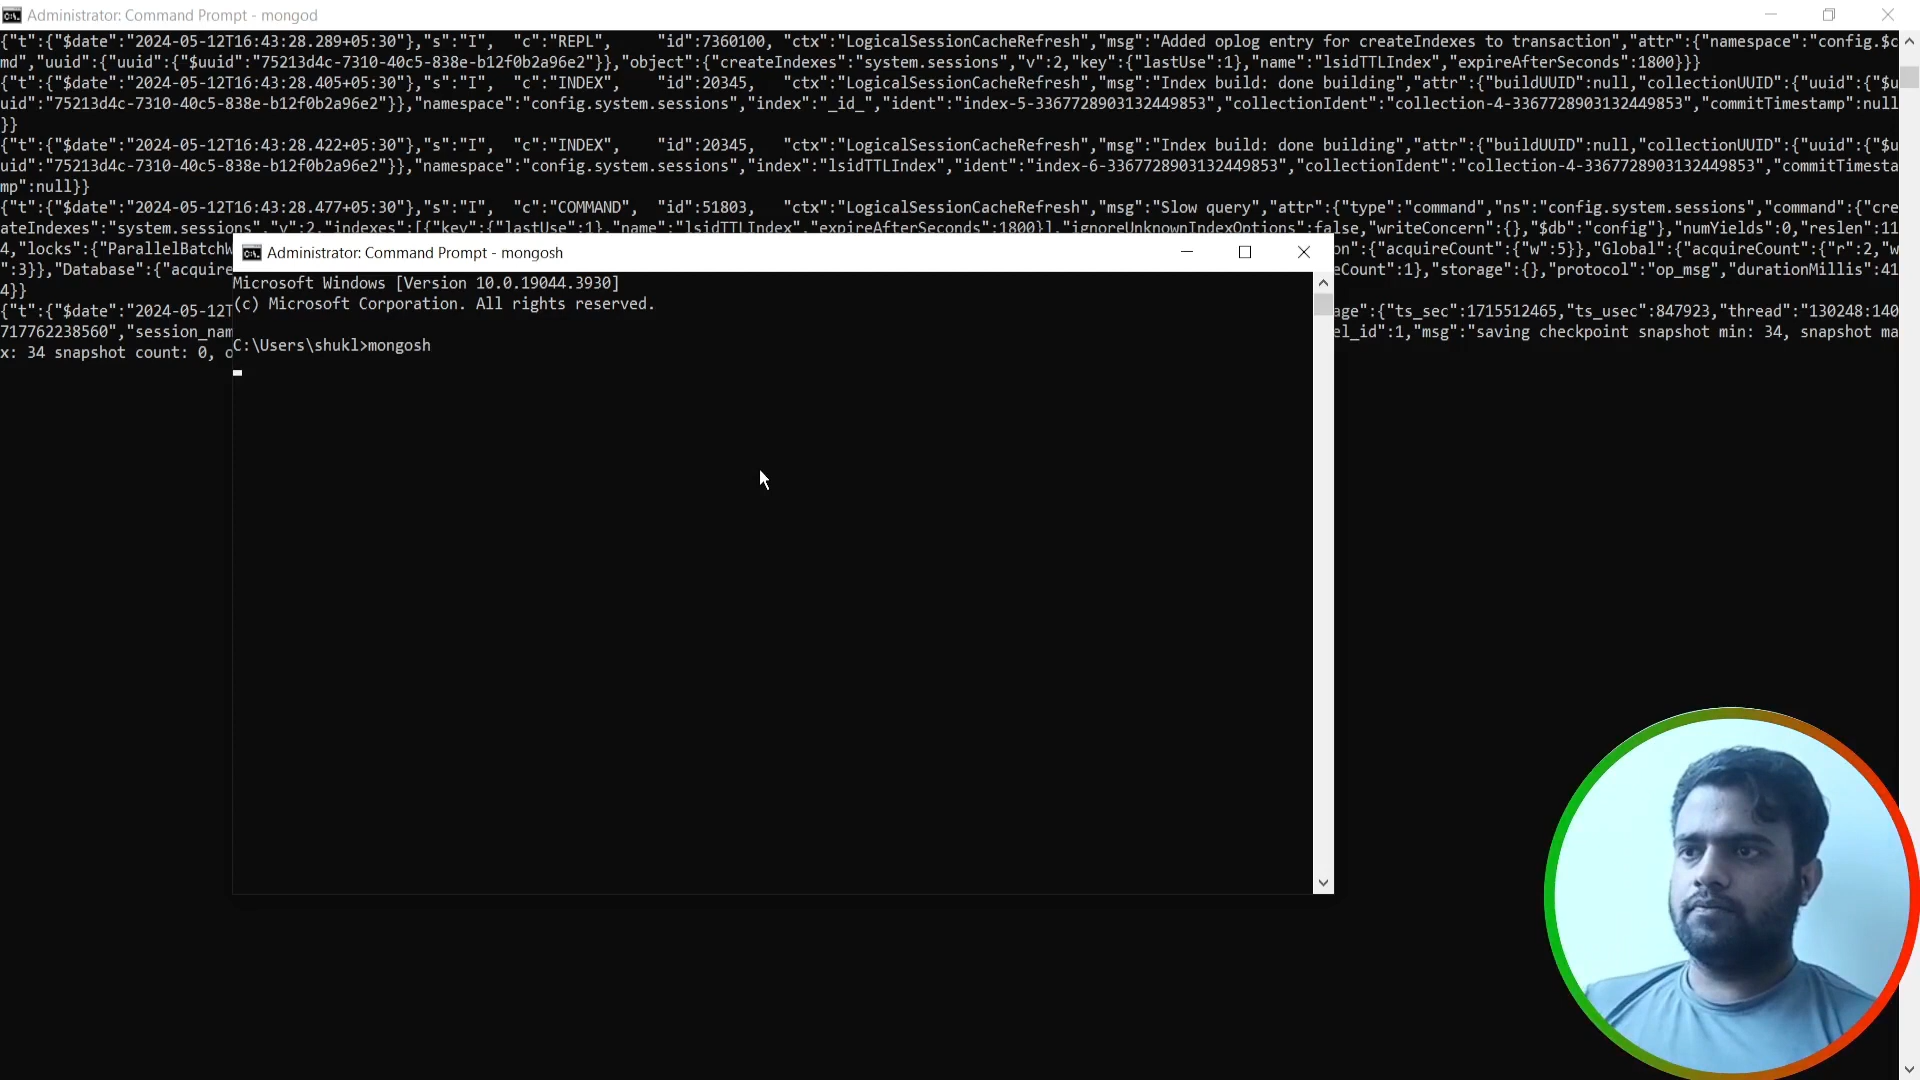 Administrator: Command Prompt - mongod
{"t":{"$date":"2024-05-12T16:43:28.289+05:30"},"s":"I", "c":"REPL", "id":7360100, "ctx":"LogicalSessionCacheRefresh","msg":"Added oplog entry for createIndexes to transaction","attr":{"namespace":"config.$c
md","uuid":{"uuid":{"$uuid":"75213d4c-7310-40c5-838e-b12f0b2a96e2"}},"object":{"createIndexes":"system.sessions","v":2,"key":{"lastUse":1},"name":"lsidTTLIndex","expireAfterSeconds":1800}}}
{"t":{"$date":"2024-05-12T16:43:28.405+05:30"},"s":"I", "c":"INDEX", "id":20345, "ctx":"LogicalSessionCacheRefresh","msg":"Index build: done building","attr":{"buildUUID":null,"collectionUUID":{"uuid":{"$u
uid":"75213d4c-7310-40c5-838e-b12f0b2a96e2"}},"namespace":"config.system.sessions","index":"_id_","ident":"index-5-3367728903132449853","collectionIdent":"collection-4-3367728903132449853","commitTimestamp":null
}}
{"t":{"$date":"2024-05-12T16:43:28.422+05:30"},"s":"I", "c":"INDEX", "id":20345, "ctx":"LogicalSessionCacheRefresh","msg":"Index build: done building","attr":{"buildUUID":null,"collectionUUID":{"uuid":{"$u
uid":"75213d4c-7310-40c5-838e-b12f0b2a96e2"}},"namespace":"config.system.sessions","index":"lsidTTLIndex","ident":"index-6-3367728903132449853","collectionIdent":"collection-4-3367728903132449853","commitTimesta
mp":null}}
{"t":{"$date":"2024-05-12T16:43:28.477+05:30"},"s":"I", "c":"COMMAND", "id":51803, "ctx":"LogicalSessionCacheRefresh","msg":"Slow query","attr":{"type":"command","ns":"config.system.sessions","command":{"cre
ateIndexes":"system.sessions","v":2,"indexes":[{"key":{"lastUse":1},"name":"lsidTTLIndex","expireAfterSeconds":1800}],"ignoreUnknownIndexOptions":false,"writeConcern":{},"$db":"config"},"numYields":0,"reslen":11
4,"locks":{"ParallelBatchW on":{"acquireCount":{"w":5}},"Global":{"acquireCount":{"r":2,"w
":3}},"Database":{"acquire eCount":1},"storage":{},"protocol":"op_msg","durationMillis":41
4}}
{"t":{"$date":"2024-05-12T age":{"ts_sec":1715512465,"ts_usec":847923,"thread":"130248:140
717762238560","session_nam el_id":1,"msg":"saving checkpoint snapshot min: 34, snapshot ma
x: 34 snapshot count: 0,
Administrator: Command Prompt - mongosh
Microsoft Windows [Version 10.0.19044.3930]
(c) Microsoft Corporation. All rights reserved.
C:\Users\shukl>mongosh